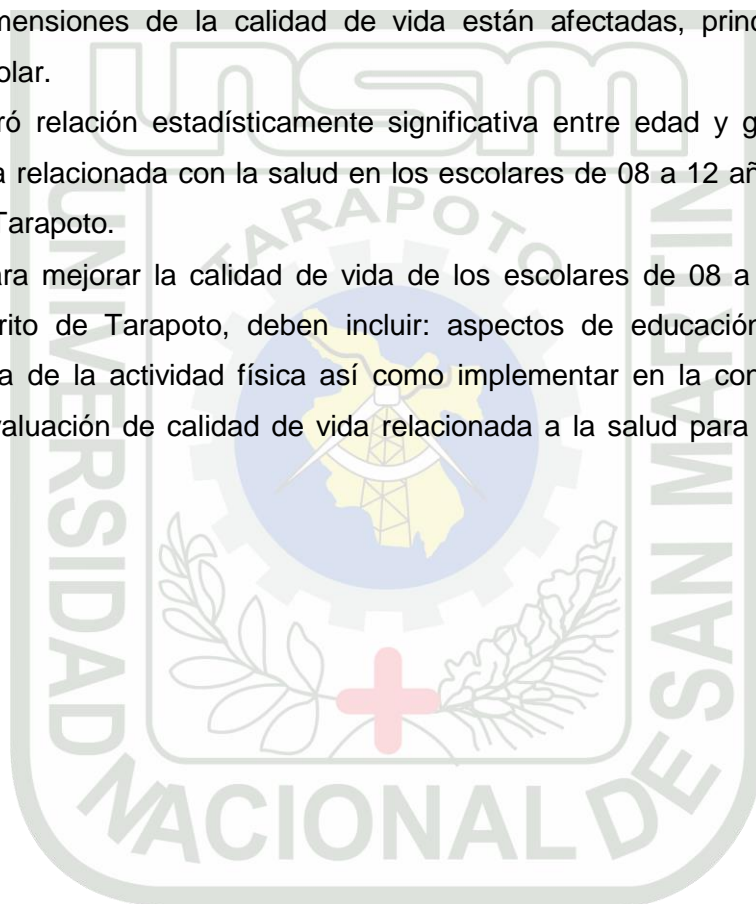 mensiones de la calidad de vida están afectadas, princ
olar.
ró relación estadísticamente significativa entre edad y g
a relacionada con la salud en los escolares de 08 a 12 añ
Tarapoto.
ara mejorar la calidad de vida de los escolares de 08 a
rito de Tarapoto, deben incluir: aspectos de educación
a de la actividad física así como implementar en la con
valuación de calidad de vida relacionada a la salud para
unsm
TARAPOTO
UNIVERSIDAD NACIONAL DE SAN MARTIN